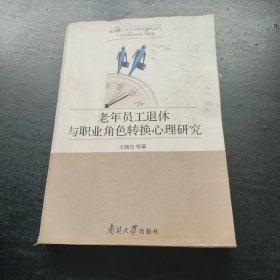 老年员工退休
与职业角色转换心理研究
王晓庄 等著
南开大学出版社